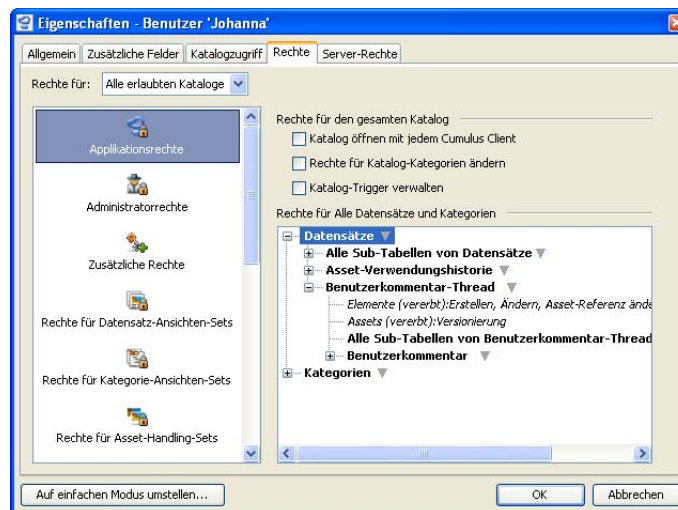 Eigenschaften - Benutzer 'Johanna'
Allgemein Zusätzliche Felder Katalogzugriff Rechte Server-Rechte
Rechte für: Alle erlaubten Kataloge
Applikationsrechte
Administratorrechte
Zusätzliche Rechte
Rechte für Datensatz-Ansichten-Sets
Rechte für Kategorie-Ansichten-Sets
Rechte für Asset-Handling-Sets
Rechte für den gesamten Katalog
Katalog öffnen mit jedem Cumulus Client
Rechte für Katalog-Kategorien ändern
Katalog-Trigger verwalten
Rechte für Alle Datensätze und Kategorien
Datensätze
Alle Sub-Tabellen von Datensätze
Asset-Verwendungshistorie
Benutzerkommentar-Thread
Elemente (vererbt):Erstellen, Ändern, Asset-Referenz ände
Assets (vererbt):Versionierung
Alle Sub-Tabellen von Benutzerkommentar-Thread
Benutzerkommentar
Kategorien
Auf einfachen Modus umstellen... OK Abbrechen